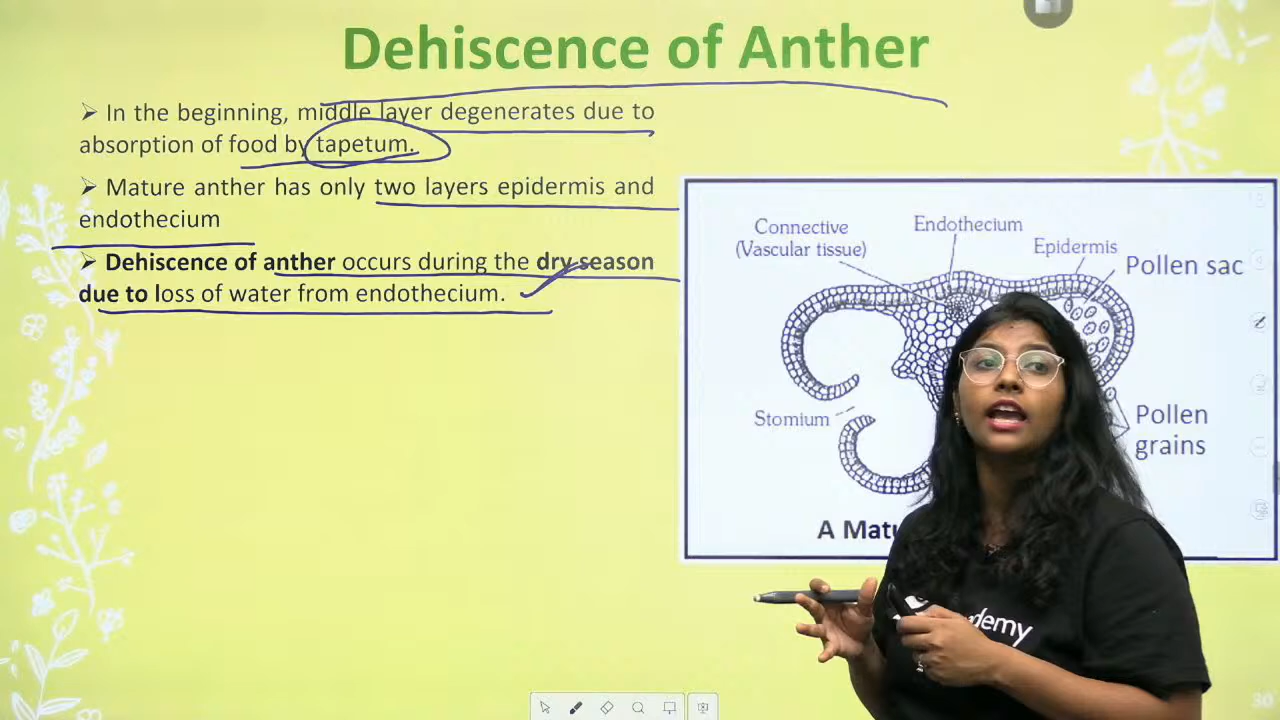 Dehiscence of Anther
➢ In the beginning, middle layer degenerates due to
absorption of food by tapetum.
➢ Mature anther has only two layers epidermis and
endothecium
➢ Dehiscence of anther occurs during the dry season
due to loss of water from endothecium.
Connective
(Vascular tissue)
Endothecium
Epidermis
Pollen sac
Stomium
Pollen
grains
A Matu
demy
30